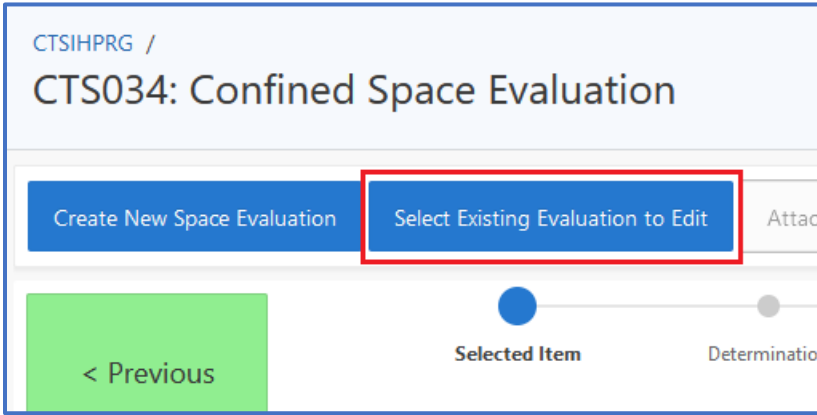 CTSIHPRG /
CTS034: Confined Space Evaluation
Create New Space Evaluation
Select Existing Evaluation to Edit
< Previous
Selected Item